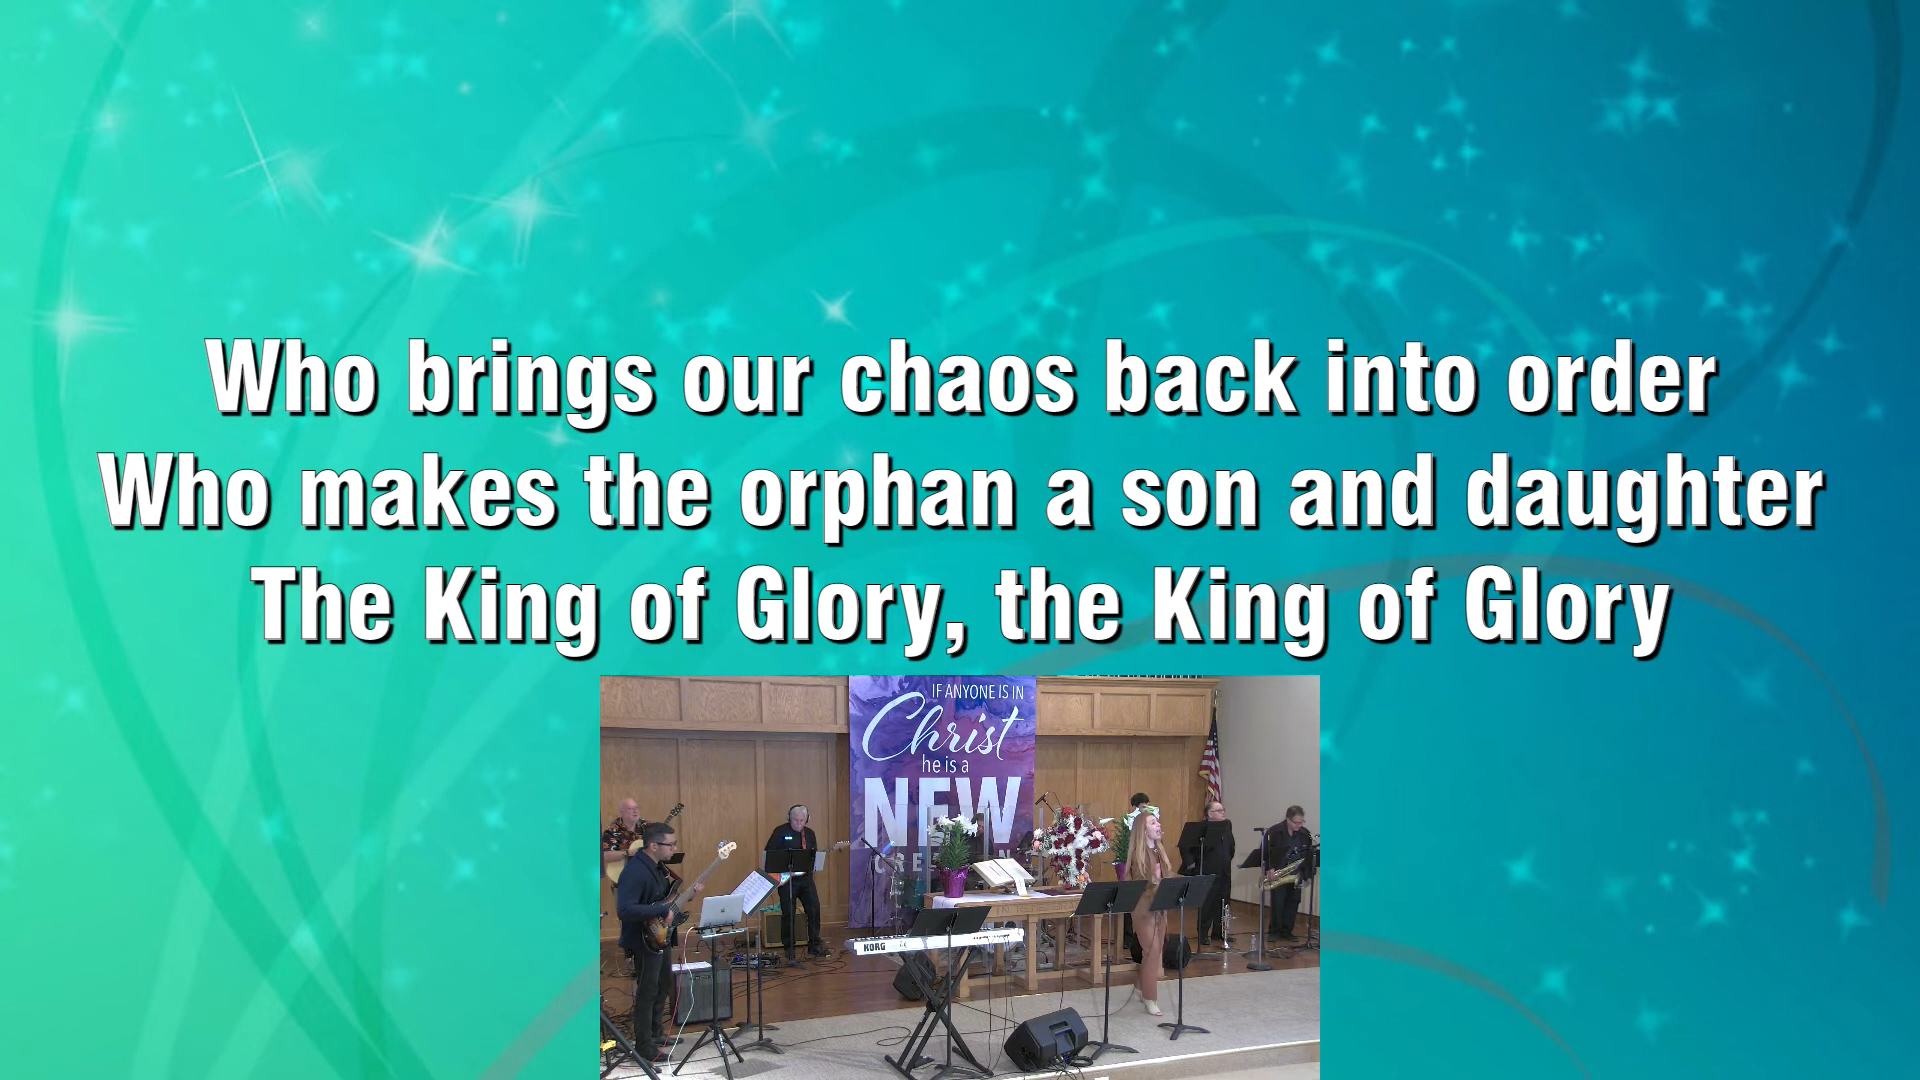 Who brings our chaos back into order
Who makes the orphan a son and daughter
The King of Glory, the King of Glory
IF ANYONE IS IN
Christ
he is a
NEW
KORG